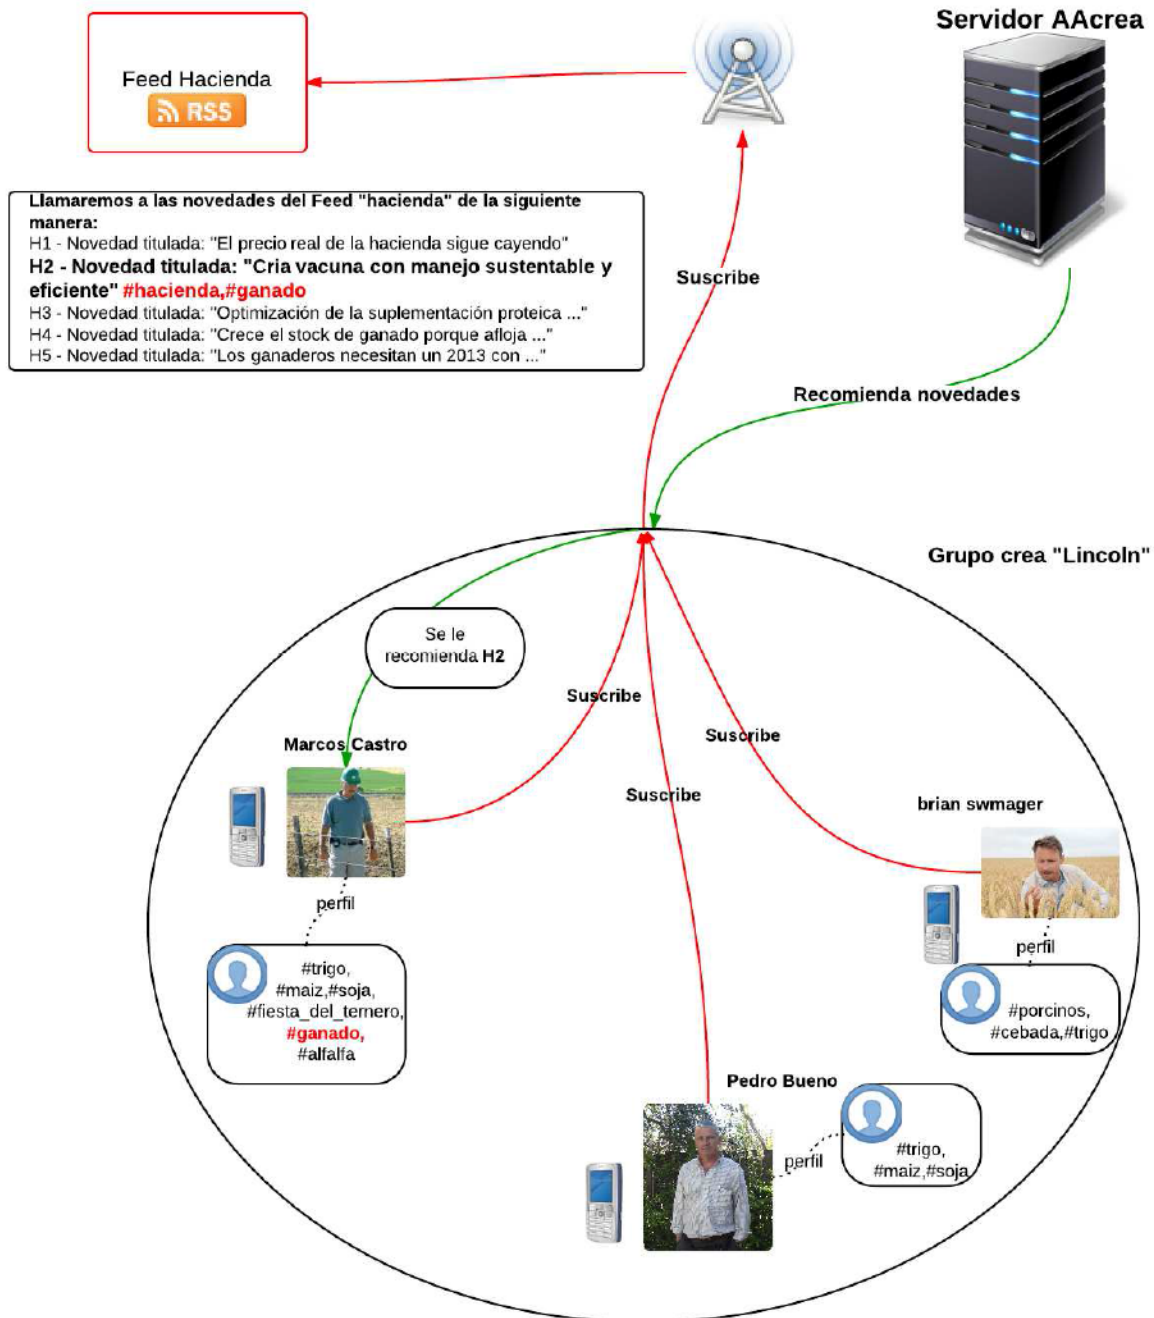 Servidor AAcrea
Feed Hacienda
RSS
Llamaremos a las novedades del Feed "hacienda" de la siguiente
manera:
H1 - Novedad titulada: "El precio real de la hacienda sigue cayendo"
H2 - Novedad titulada: "Cria vacuna con manejo sustentable y
eficiente" #hacienda,#ganado
H3 - Novedad titulada: "Optimización de la suplementación proteica ..."
H4 - Novedad titulada: "Crece el stock de ganado porque afloja ..."
H5 - Novedad titulada: "Los ganaderos necesitan un 2013 con ..."
Suscribe
Recomienda novedades
Grupo crea "Lincoln"
Se le
recomienda H2
Suscribe
Suscribe
Suscribe
Marcos Castro
perfil
#trigo,
#maiz,#soja,
#fiesta_del_ternero,
#ganado,
#alfalfa
brian swmager
perfil
#porcinos,
#cebada,#trigo
Pedro Bueno
perfil
#trigo,
#maiz,#soja